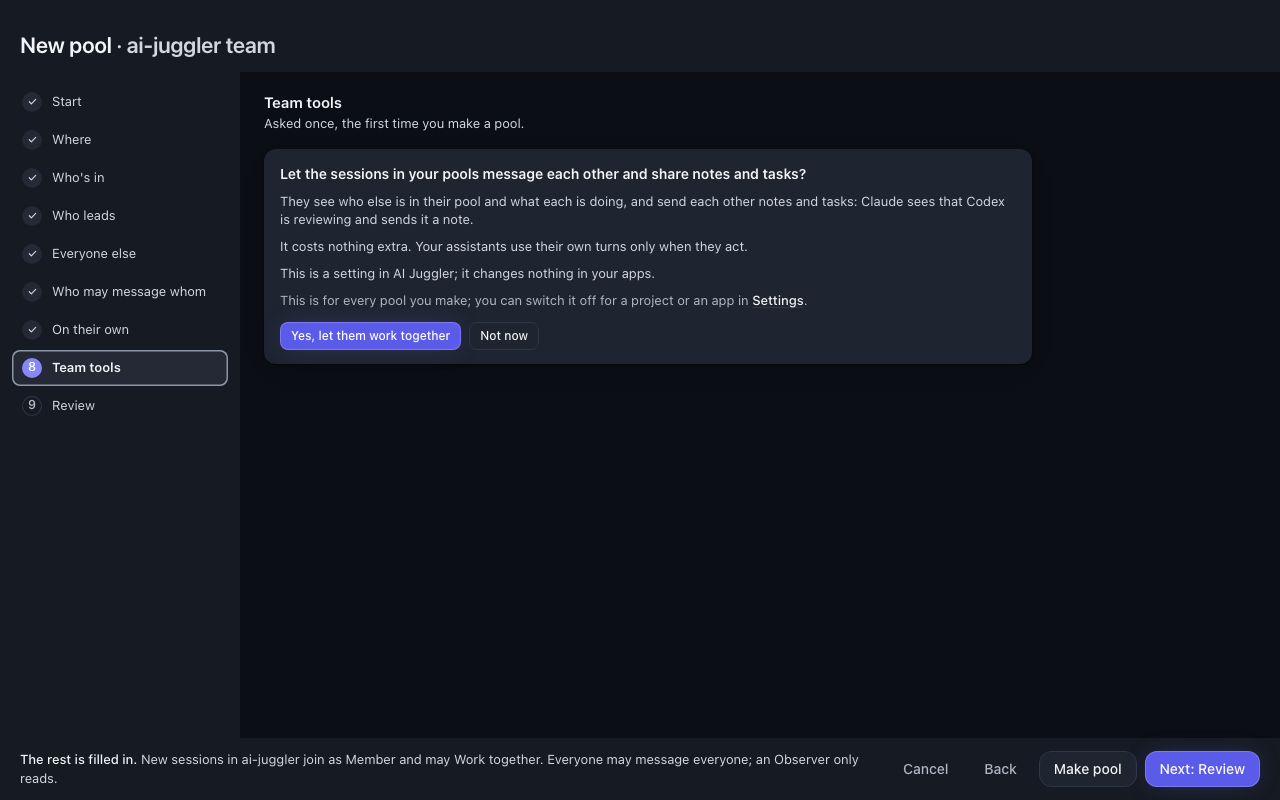 New pool · ai-juggler team
Start
Where
Who's in
Who leads
Everyone else
Who may message whom
On their own
8 Team tools
9 Review
Team tools
Asked once, the first time you make a pool.
Let the sessions in your pools message each other and share notes and tasks?
They see who else is in their pool and what each is doing, and send each other notes and tasks: Claude sees that Codex
is reviewing and sends it a note.
It costs nothing extra. Your assistants use their own turns only when they act.
This is a setting in AI Juggler; it changes nothing in your apps.
This is for every pool you make; you can switch it off for a project or an app in Settings.
Yes, let them work together
Not now
The rest is filled in. New sessions in ai-juggler join as Member and may Work together. Everyone may message everyone; an Observer only
reads.
Cancel
Back
Make pool
Next: Review